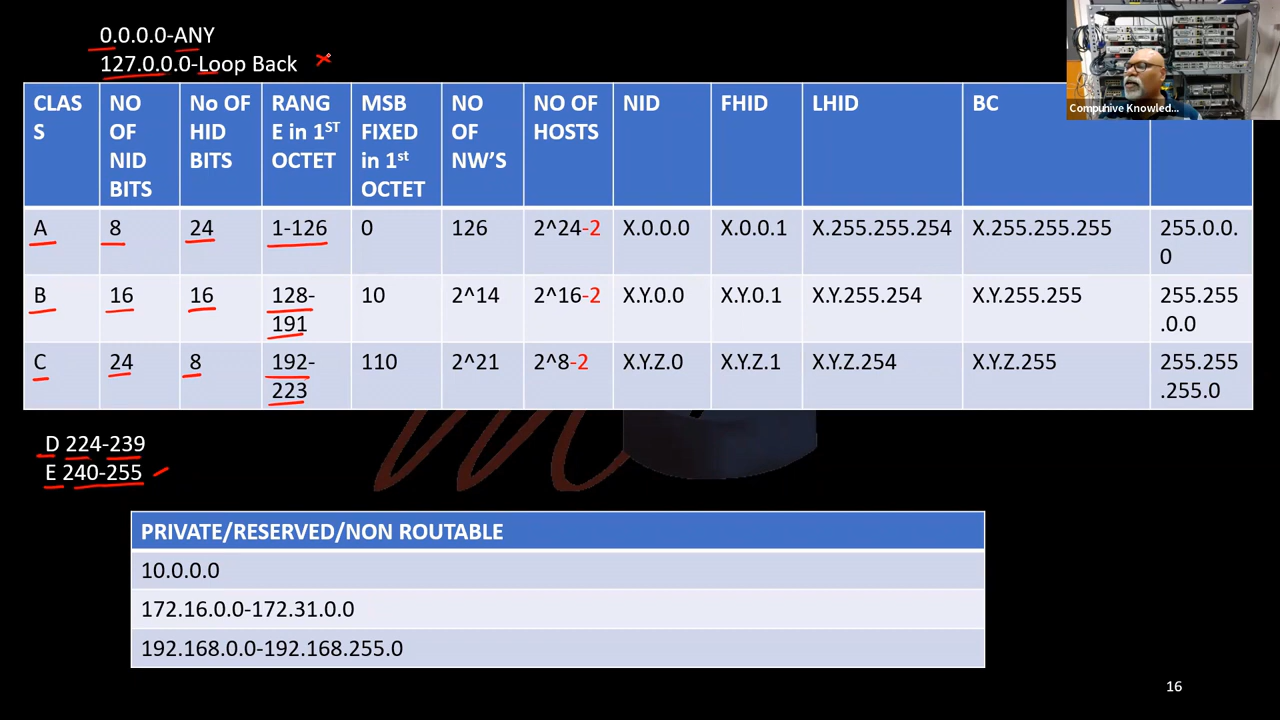 0.0.0.0-ANY
127.0.0.0-Loop Back
Compuhive Knowled...
CLAS
S
NO
OF
NID
BITS
No OF
HID
BITS
RANG
E in 1ST
OCTET
MSB
FIXED
in 1st
OCTET
NO
OF
NW'S
NO OF
HOSTS
NID
FHID
LHID
BC
A
8
24
1-126
0
126
2^24-2
X.0.0.0
X.0.0.1
X.255.255.254
X.255.255.255
255.0.0.
0
B
16
16
128-
191
10
2^14
2^16-2
X.Y.0.0
X.Y.0.1
X.Y.255.254
X.Y.255.255
255.255
.0.0
C
24
8
192-
223
110
2^21
2^8-2
X.Y.Z.0
X.Y.Z.1
X.Y.Z.254
X.Y.Z.255
255.255
.255.0
D 224-239
E 240-255
PRIVATE/RESERVED/NON ROUTABLE
10.0.0.0
172.16.0.0-172.31.0.0
192.168.0.0-192.168.255.0
16